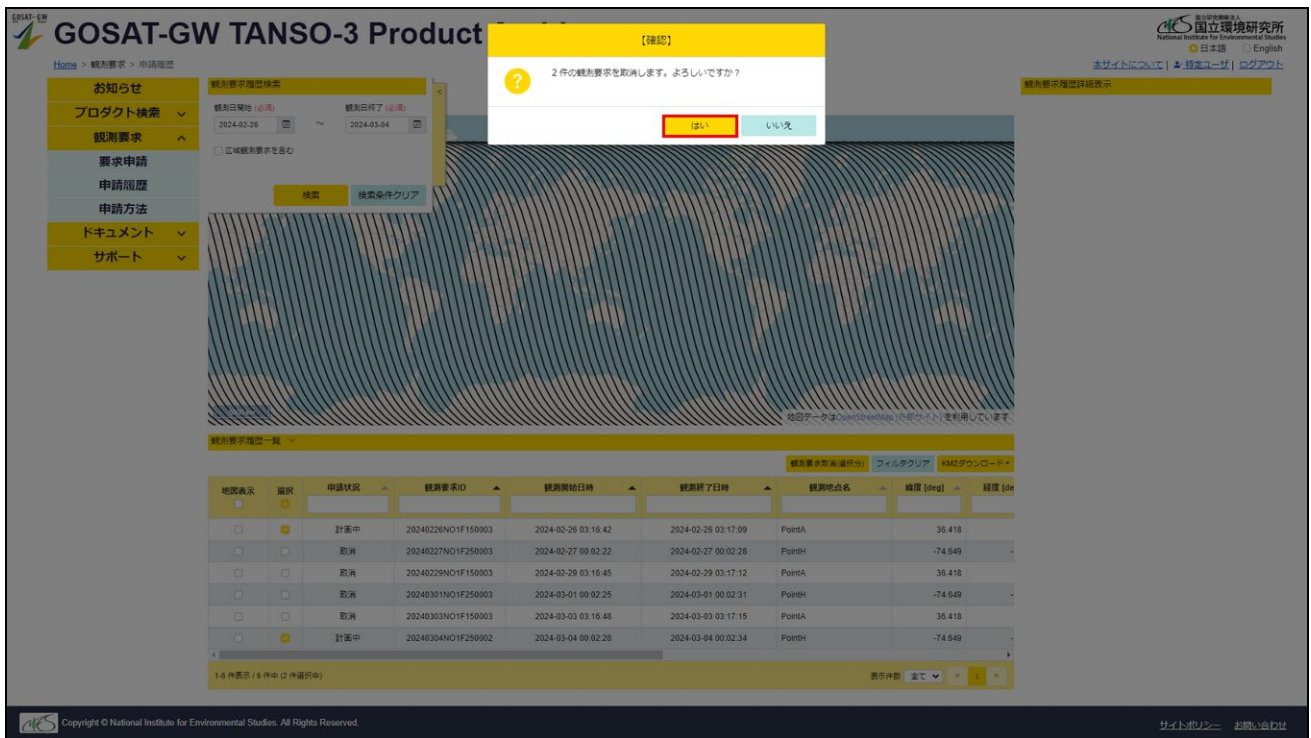 GOSAT-GW
GOSAT-GW TANSO-3 Product
国立研究開発法人
国立環境研究所
National Institute for Environmental Studies
日本語 English
Home > 観測要求 > 申請履歴
本サイトについて | 特定ユーザ | ログアウト
【確認】
2 件の観測要求を取消します。よろしいですか？
はい いいえ
お知らせ
プロダクト検索
観測要求
要求申請
申請履歴
申請方法
ドキュメント
サポート
観測要求履歴検索
<
観測日開始 (必須) 観測日終了 (必須)
2024-02-26 ～ 2024-03-04
広域観測要求を含む
検索 検索条件クリア
観測要求履歴詳細表示
地図データはOpenStreetMap (外部サイト) を利用しています
観測要求履歴一覧
観測要求取消(選択分) フィルタクリア KMZダウンロード
地図表示 選択 申請状況 観測要求ID 観測開始日時 観測終了日時 観測地点名 緯度 [deg] 経度 [de
計画中 20240226NO1F150003 2024-02-26 03:16:42 2024-02-26 03:17:09 PointA 36.418
取消 20240227NO1F250003 2024-02-27 00:02:22 2024-02-27 00:02:28 PointH -74.649 -
取消 20240229NO1F150003 2024-02-29 03:16:45 2024-02-29 03:17:12 PointA 36.418
取消 20240301NO1F250003 2024-03-01 00:02:25 2024-03-01 00:02:31 PointH -74.649 -
取消 20240303NO1F150003 2024-03-03 03:16:48 2024-03-03 03:17:15 PointA 36.418
計画中 20240304NO1F250002 2024-03-04 00:02:28 2024-03-04 00:02:34 PointH -74.649 -
1-6 件表示 / 6 件中 (2 件選択中)
表示件数 全て < 1 >
Copyright © National Institute for Environmental Studies. All Rights Reserved.
サイトポリシー お問い合わせ